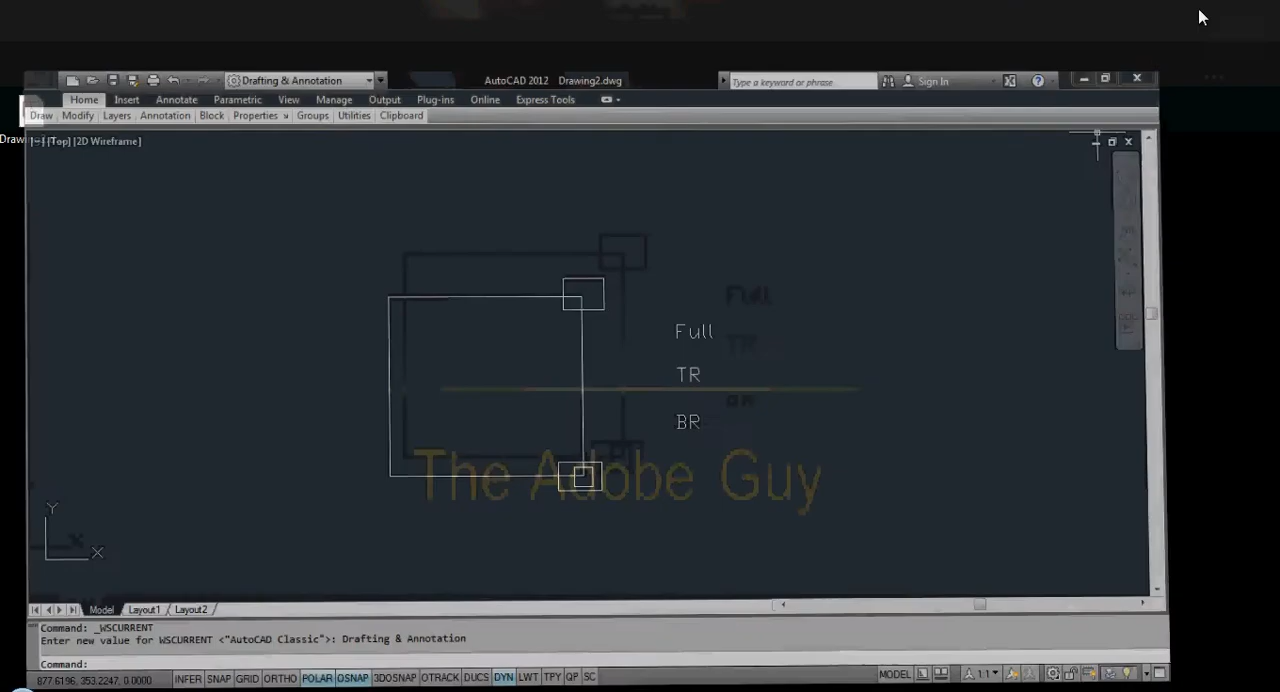 Drafting & Annotation
AutoCAD 2012 Drawing2.dwg
Type a keyword or phrase
Sign In
Home Insert Annotate Parametric View Manage Output Plug-ins Online Express Tools
Draw Modify Layers Annotation Block Properties Groups Utilities Clipboard
[Top] [2D Wireframe]
Full
Full
TR
TR
BR
BR
The Adobe Guy
Y
X
X
Model Layout1 Layout2
Command: _WSCURRENT
Enter new value for WSCURRENT <"AutoCAD Classic">: Drafting & Annotation
Command:
877.6196, 353.2247, 0.0000 INFER SNAP GRID ORTHO POLAR OSNAP 3DOSNAP OTRACK DUCS DYN LWT TPY QP SC MODEL 1:1